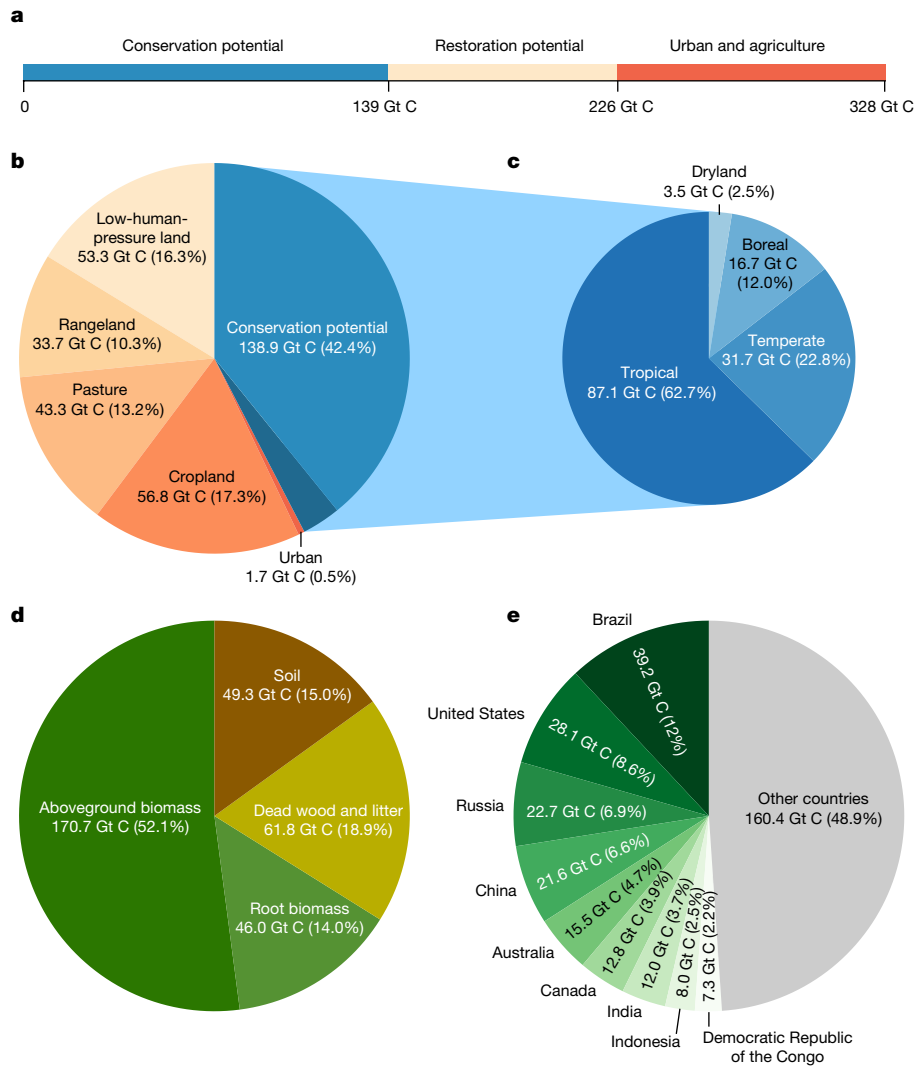 a
Conservation potential
Restoration potential
Urban and agriculture
0
139 Gt C
226 Gt C
328 Gt C
b
Low-human-
pressure land
53.3 Gt C (16.3%)
Rangeland
33.7 Gt C (10.3%)
Pasture
43.3 Gt C (13.2%)
Cropland
56.8 Gt C (17.3%)
Urban
1.7 Gt C (0.5%)
Conservation potential
138.9 Gt C (42.4%)
c
Dryland
3.5 Gt C (2.5%)
Boreal
16.7 Gt C
(12.0%)
Temperate
31.7 Gt C (22.8%)
Tropical
87.1 Gt C (62.7%)
d
Soil
49.3 Gt C (15.0%)
Dead wood and litter
61.8 Gt C (18.9%)
Root biomass
46.0 Gt C (14.0%)
Aboveground biomass
170.7 Gt C (52.1%)
e
Brazil
39.2 Gt C (12%)
United States
28.1 Gt C (8.6%)
Russia
22.7 Gt C (6.9%)
China
21.6 Gt C (6.6%)
Australia
15.5 Gt C (4.7%)
Canada
12.8 Gt C (3.9%)
India
12.0 Gt C (3.7%)
Indonesia
8.0 Gt C (2.5%)
Democratic Republic
of the Congo
7.3 Gt C (2.2%)
Other countries
160.4 Gt C (48.9%)